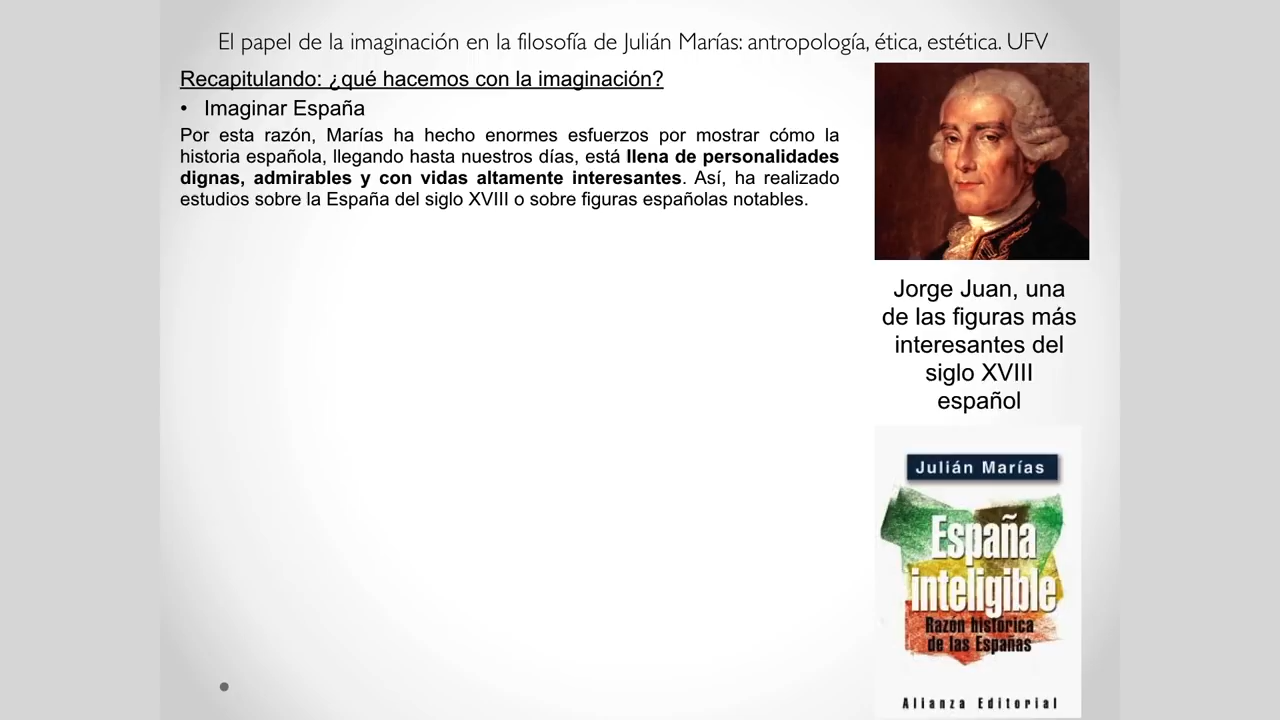 El papel de la imaginación en la filosofía de Julián Marías: antropología, ética, estética. UFV
Recapitulando: ¿qué hacemos con la imaginación?
• Imaginar España
Por esta razón, Marías ha hecho enormes esfuerzos por mostrar cómo la
historia española, llegando hasta nuestros días, está llena de personalidades
dignas, admirables y con vidas altamente interesantes. Así, ha realizado
estudios sobre la España del siglo XVIII o sobre figuras españolas notables.
Jorge Juan, una
de las figuras más
interesantes del
siglo XVIII
español
Julián Marías
España
inteligible
Razón histórica
de las Españas
Alianza Editorial